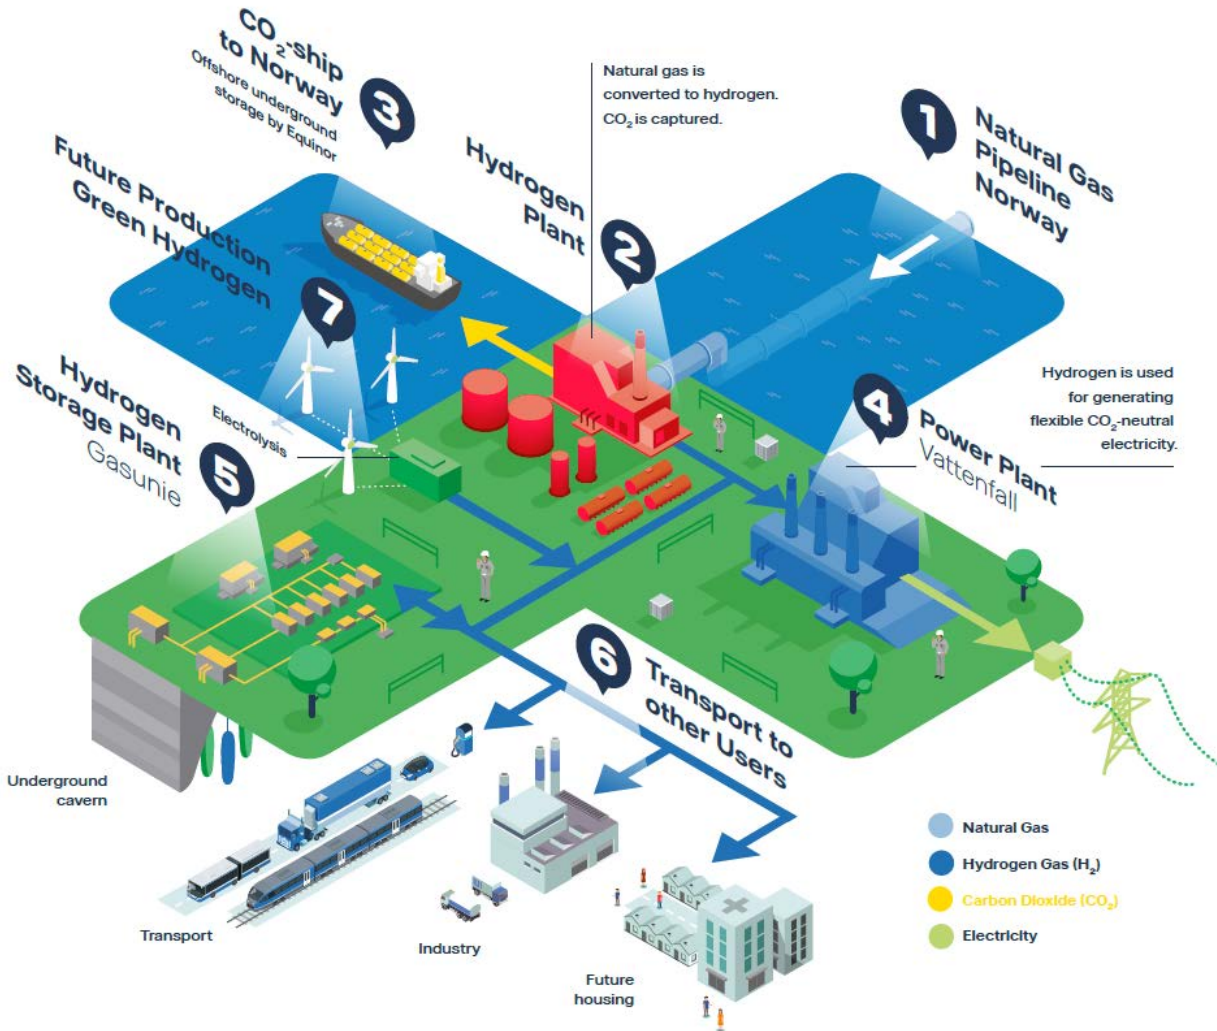 CO₂-ship
to Norway
Offshore underground
storage by Equinor
3
Natural gas is
converted to hydrogen.
CO₂ is captured.
1
Natural Gas
Pipeline
Norway
Hydrogen
Plant
2
Future Production
Green Hydrogen
7
Hydrogen
Storage Plant
Gasunie
5
Electrolysis
Hydrogen is used
for generating
flexible CO₂-neutral
electricity.
4
Power Plant
Vattenfall
6
Transport to
other Users
Underground
cavern
Transport
Industry
Future
housing
Natural Gas
Hydrogen Gas (H₂)
Carbon Dioxide (CO₂)
Electricity